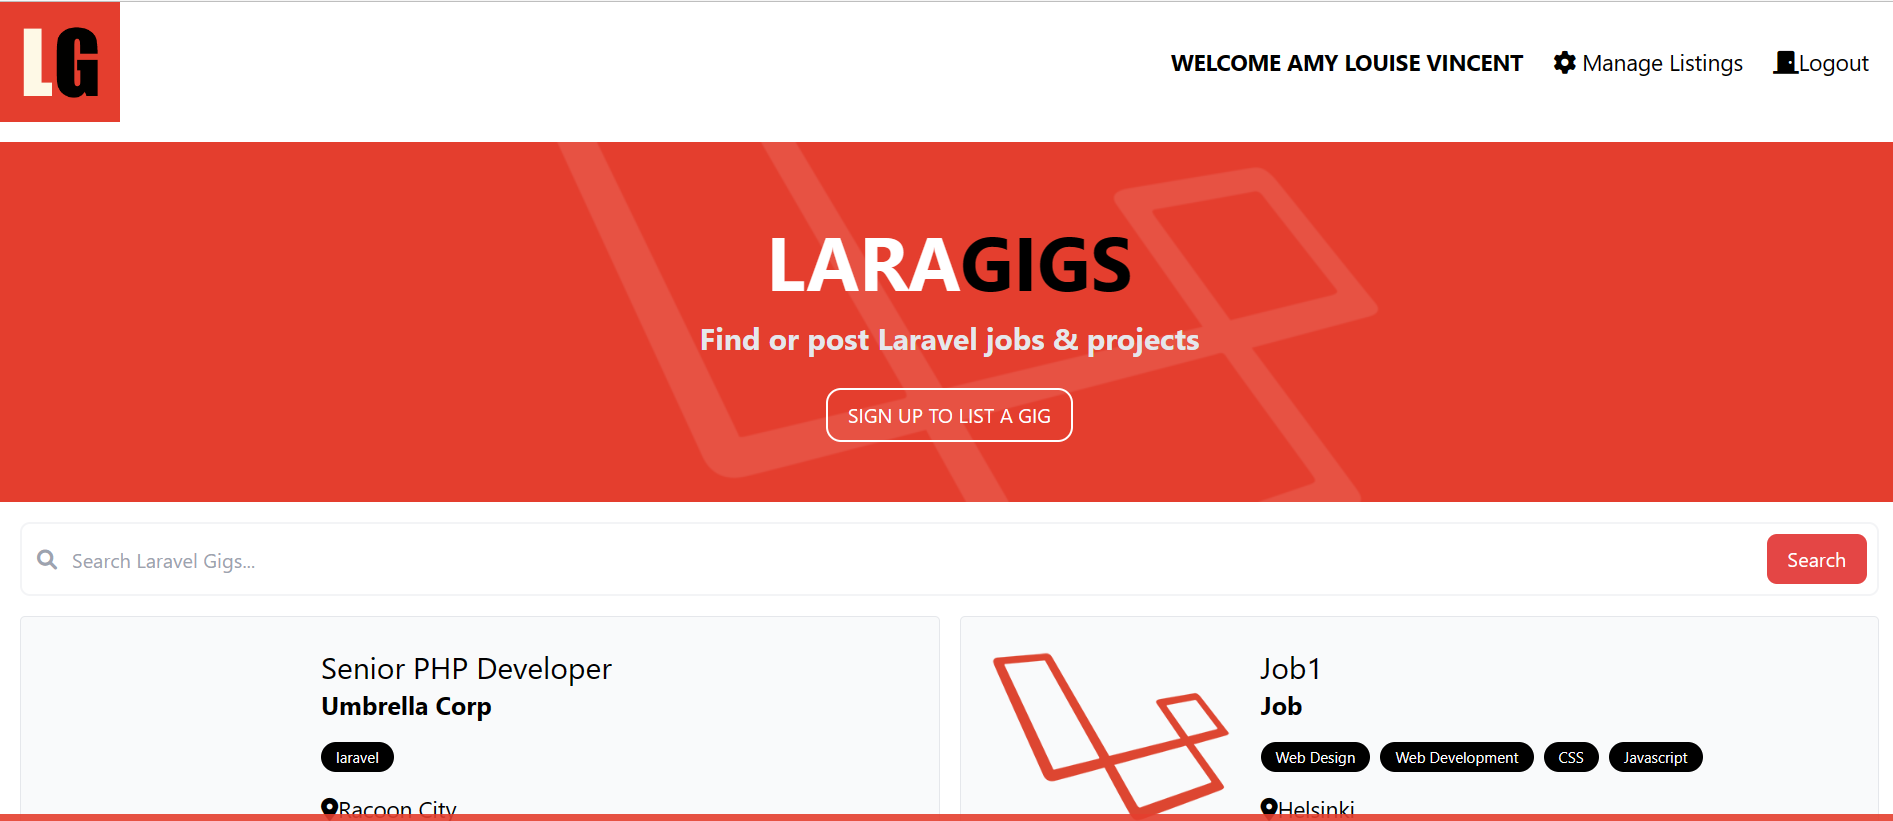 LG
WELCOME AMY LOUISE VINCENT
Manage Listings
Logout
LARAGIGS
Find or post Laravel jobs & projects
SIGN UP TO LIST A GIG
Search Laravel Gigs...
Search
Senior PHP Developer
Umbrella Corp
laravel
Racoon City
Job1
Job
Web Design
Web Development
CSS
Javascript
Helsinki